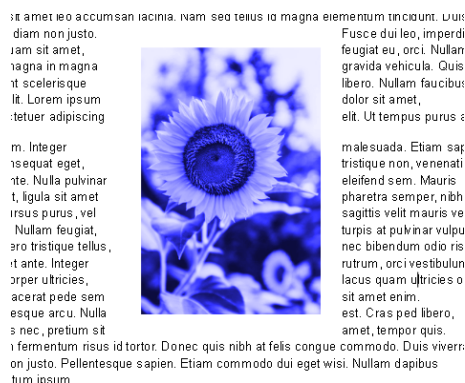 sit amet leo accumsan lacinia. Nam sed tellus id magna elementum tincidunt. Duis
diam non justo. Fusce dui leo, imperdi
uam sit amet, feugiat eu, orci. Nullam
nagna in magna gravida vehicula. Quis
nt scelerisque libero. Nullam faucibus
lit. Lorem ipsum dolor sit amet,
ctetuer adipiscing elit. Ut tempus purus a
m. Integer malesuada. Etiam sap
nsequat eget, tristique non, venenati
nte. Nulla pulvinar eleifend sem. Mauris
t, ligula sit amet pharetra semper, nibh
ursus purus, vel sagittis velit mauris ve
Nullam feugiat, turpis at pulvinar vulpu
ero tristique tellus, nec bibendum odio ris
et ante. Integer rutrum, orci vestibulum
orper ultricies, lacus quam ultricies o
acerat pede sem sit amet enim.
esque arcu. Nulla est. Cras ped libero,
s nec, pretium sit amet, tempor quis.
fermentum risus id tortor. Donec quis nibh at felis congue commodo. Duis viverra
on justo. Pellentesque sapien. Etiam commodo dui eget wisi. Nullam dapibus
tum ipsum